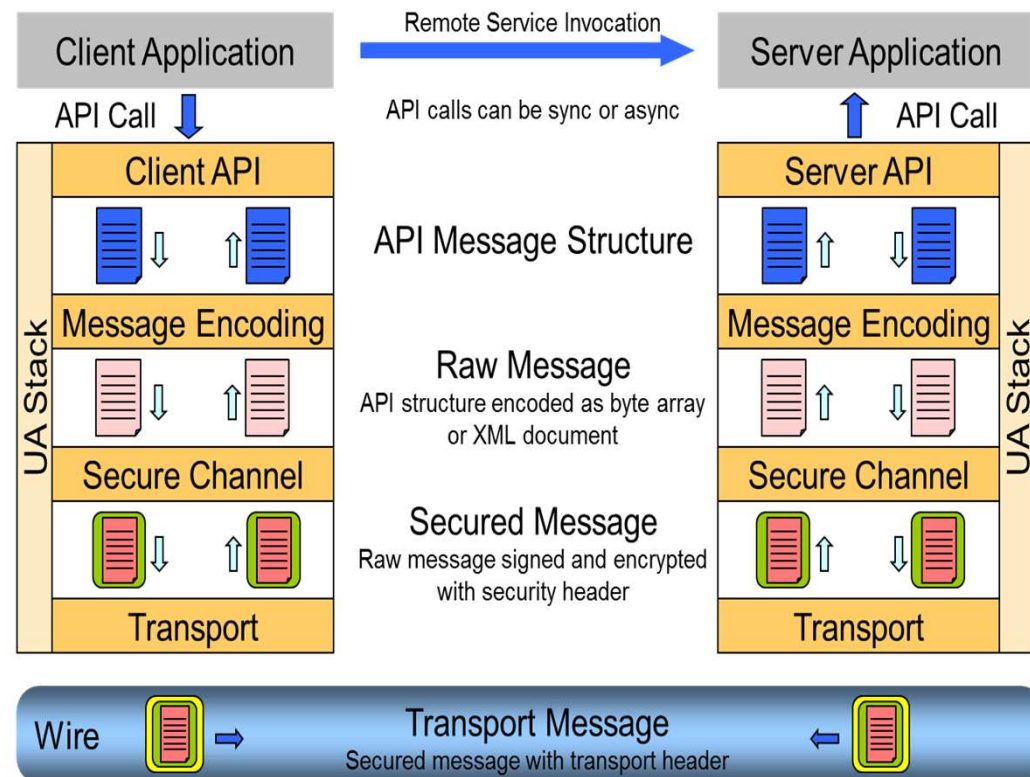 Client Application
Remote Service Invocation
Server Application
API Call
API calls can be sync or async
API Call
UA Stack
Client API
Server API
UA Stack
API Message Structure
Message Encoding
Message Encoding
Raw Message
API structure encoded as byte array
or XML document
Secure Channel
Secure Channel
Secured Message
Raw message signed and encrypted
with security header
Transport
Transport
Wire
Transport Message
Secured message with transport header